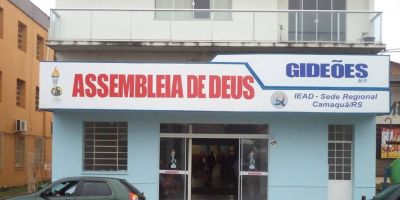 ASSEMBLEIA DE DEUS
GIDEÕES
IEAD - Sede Regional
Camaquã/RS